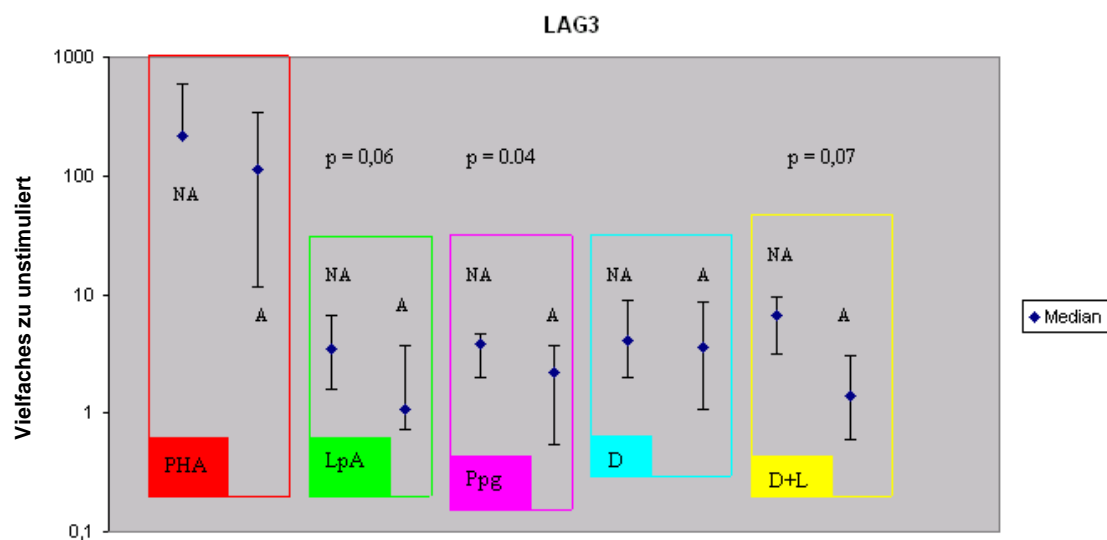 LAG3
Vielfaches zu unstimuliert
1000
100
10
1
0,1
p = 0,06
p = 0.04
p = 0,07
NA
A
NA
A
NA
A
NA
A
NA
A
PHA
LpA
Ppg
D
D+L
Median